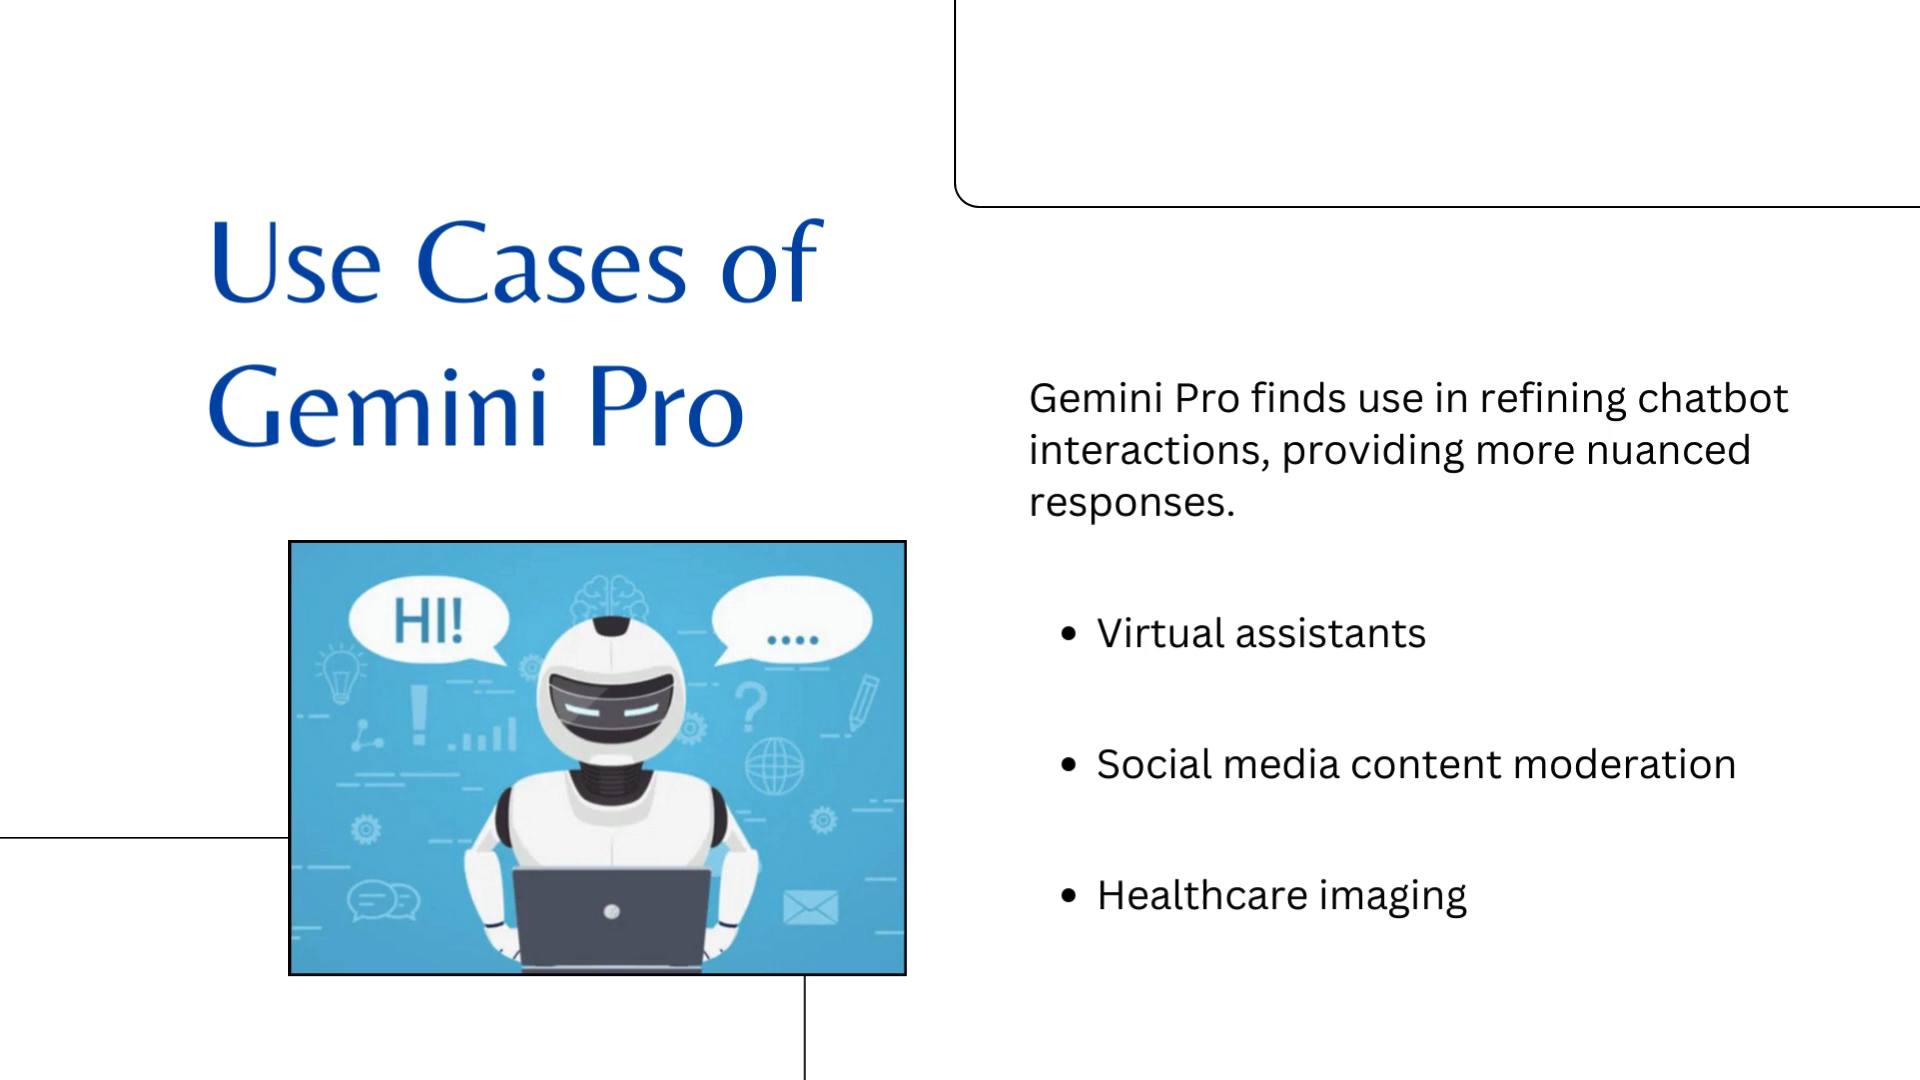 Use Cases of
Gemini Pro
Gemini Pro finds use in refining chatbot
interactions, providing more nuanced
responses.
• Virtual assistants
• Social media content moderation
• Healthcare imaging
HI!
....